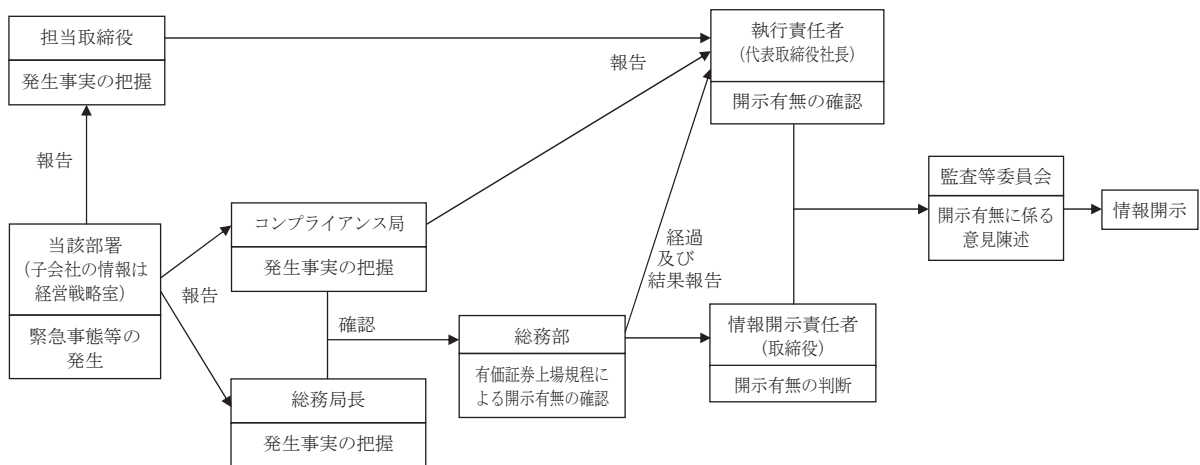 担当取締役
発生事実の把握
報告
当該部署
(子会社の情報は
経営戦略室)
緊急事態等の
発生
報告
コンプライアンス局
発生事実の把握
確認
総務局長
発生事実の把握
総務部
有価証券上場規程に
よる開示有無の確認
報告
経過
及び
結果報告
執行責任者
(代表取締役社長)
開示有無の確認
情報開示責任者
(取締役)
開示有無の判断
監査等委員会
開示有無に係る
意見陳述
情報開示